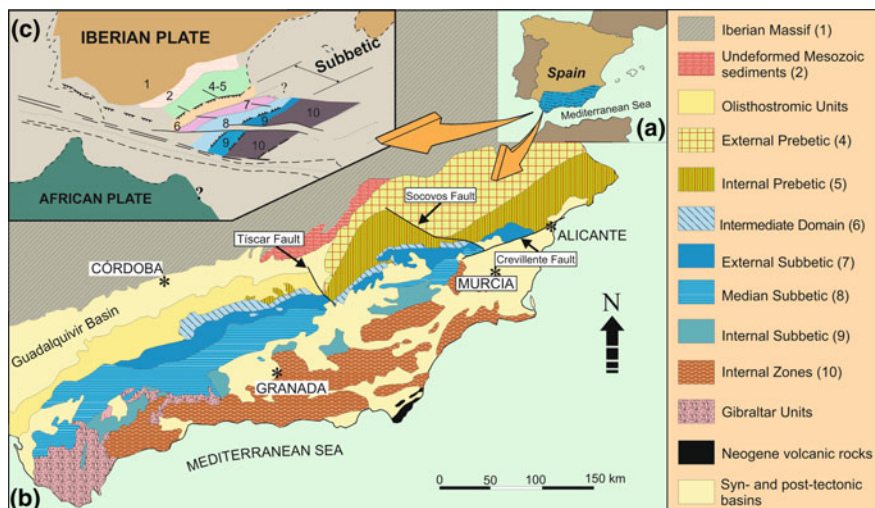 (c)
IBERIAN PLATE
Subbetic
1
2
4-5
?
7
6
8
9
10
9
10
AFRICAN PLATE
?
Spain
Mediterranean Sea
(a)
Socovos Fault
Tíscar Fault
ALICANTE
Crevillente Fault
CÓRDOBA
MURCIA
Guadalquivir Basin
N
GRANADA
MEDITERRANEAN SEA
0 50 100 150 km
(b)
Iberian Massif (1)
Undeformed Mesozoic
sediments (2)
Olisthostromic Units
External Prebetic (4)
Internal Prebetic (5)
Intermediate Domain (6)
External Subbetic (7)
Median Subbetic (8)
Internal Subbetic (9)
Internal Zones (10)
Gibraltar Units
Neogene volcanic rocks
Syn- and post-tectonic
basins